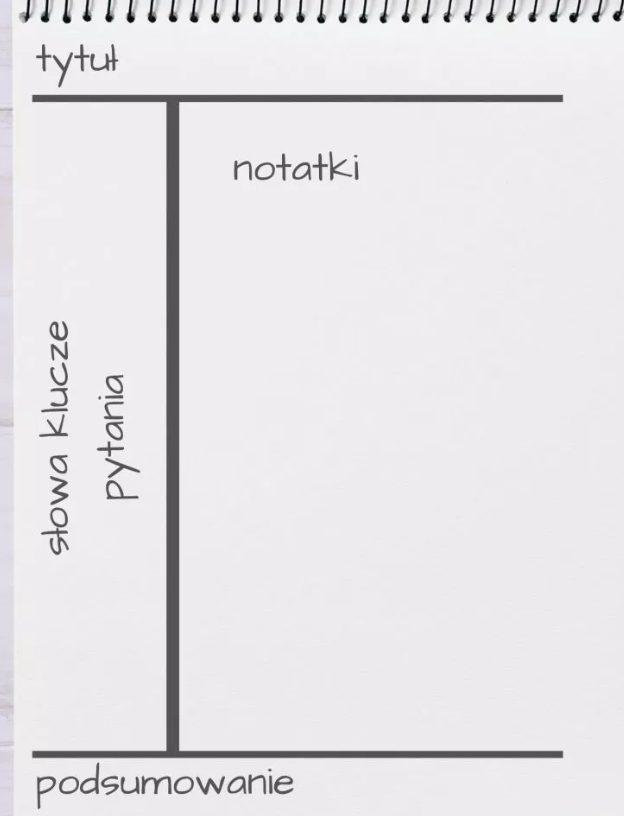 tytuł
notatki
słowa klucze
pytania
podsumowanie